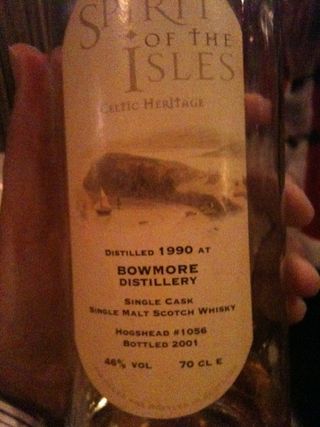 SPIRIT
OF THE
ISLES
CELTIC HERITAGE
DISTILLED 1990 AT
BOWMORE
DISTILLERY
SINGLE CASK
SINGLE MALT SCOTCH WHISKY
HOGSHEAD #1056
BOTTLED 2001
46% VOL 70 CL E